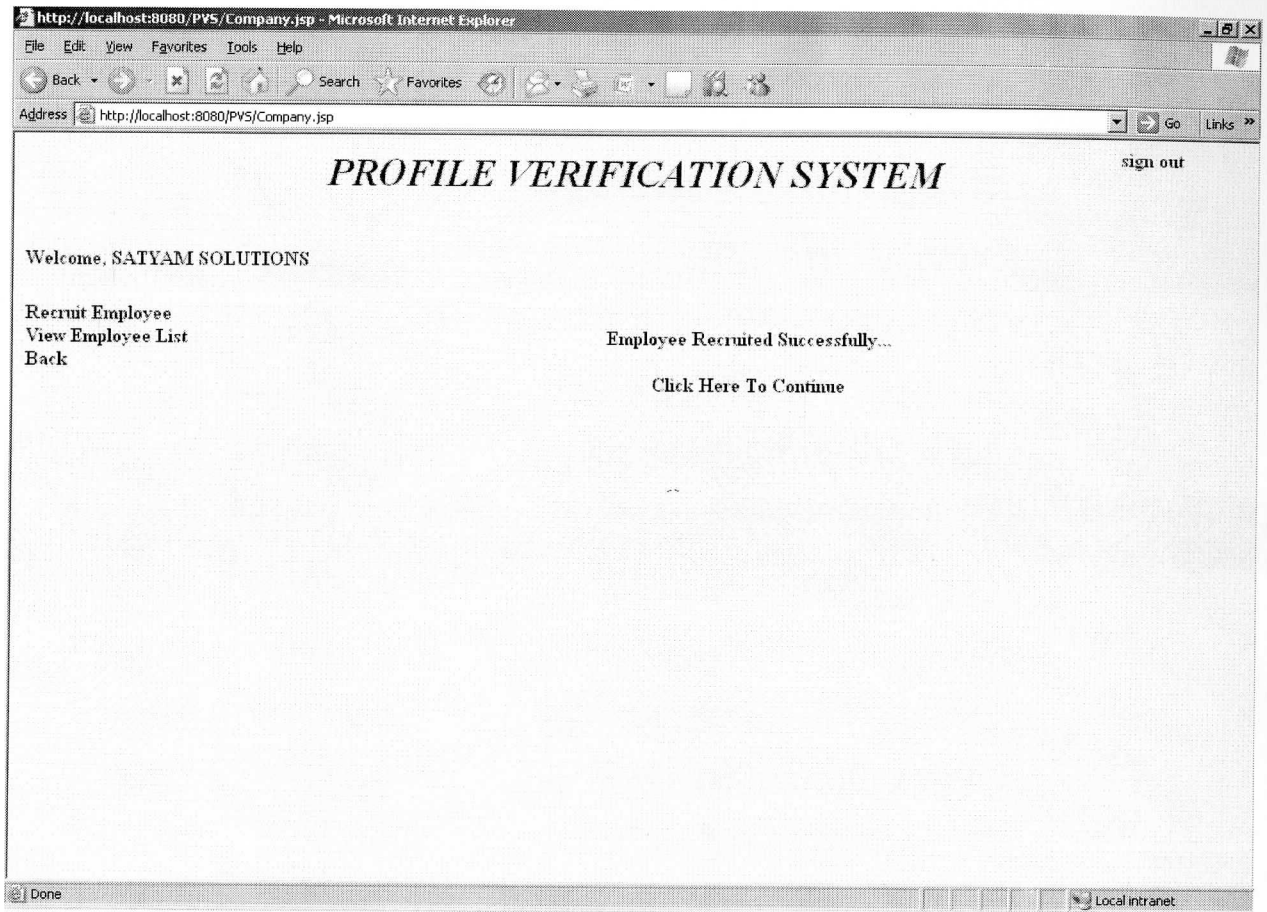 http://localhost:8080/PVS/Company.jsp - Microsoft Internet Explorer
File Edit View Favorites Tools Help
Back Search Favorites
Address http://localhost:8080/PVS/Company.jsp Go Links »
PROFILE VERIFICATION SYSTEM
sign out
Welcome, SATYAM SOLUTIONS
Recruit Employee
View Employee List
Back
Employee Recruited Successfully...
Click Here To Continue
Done
Local intranet